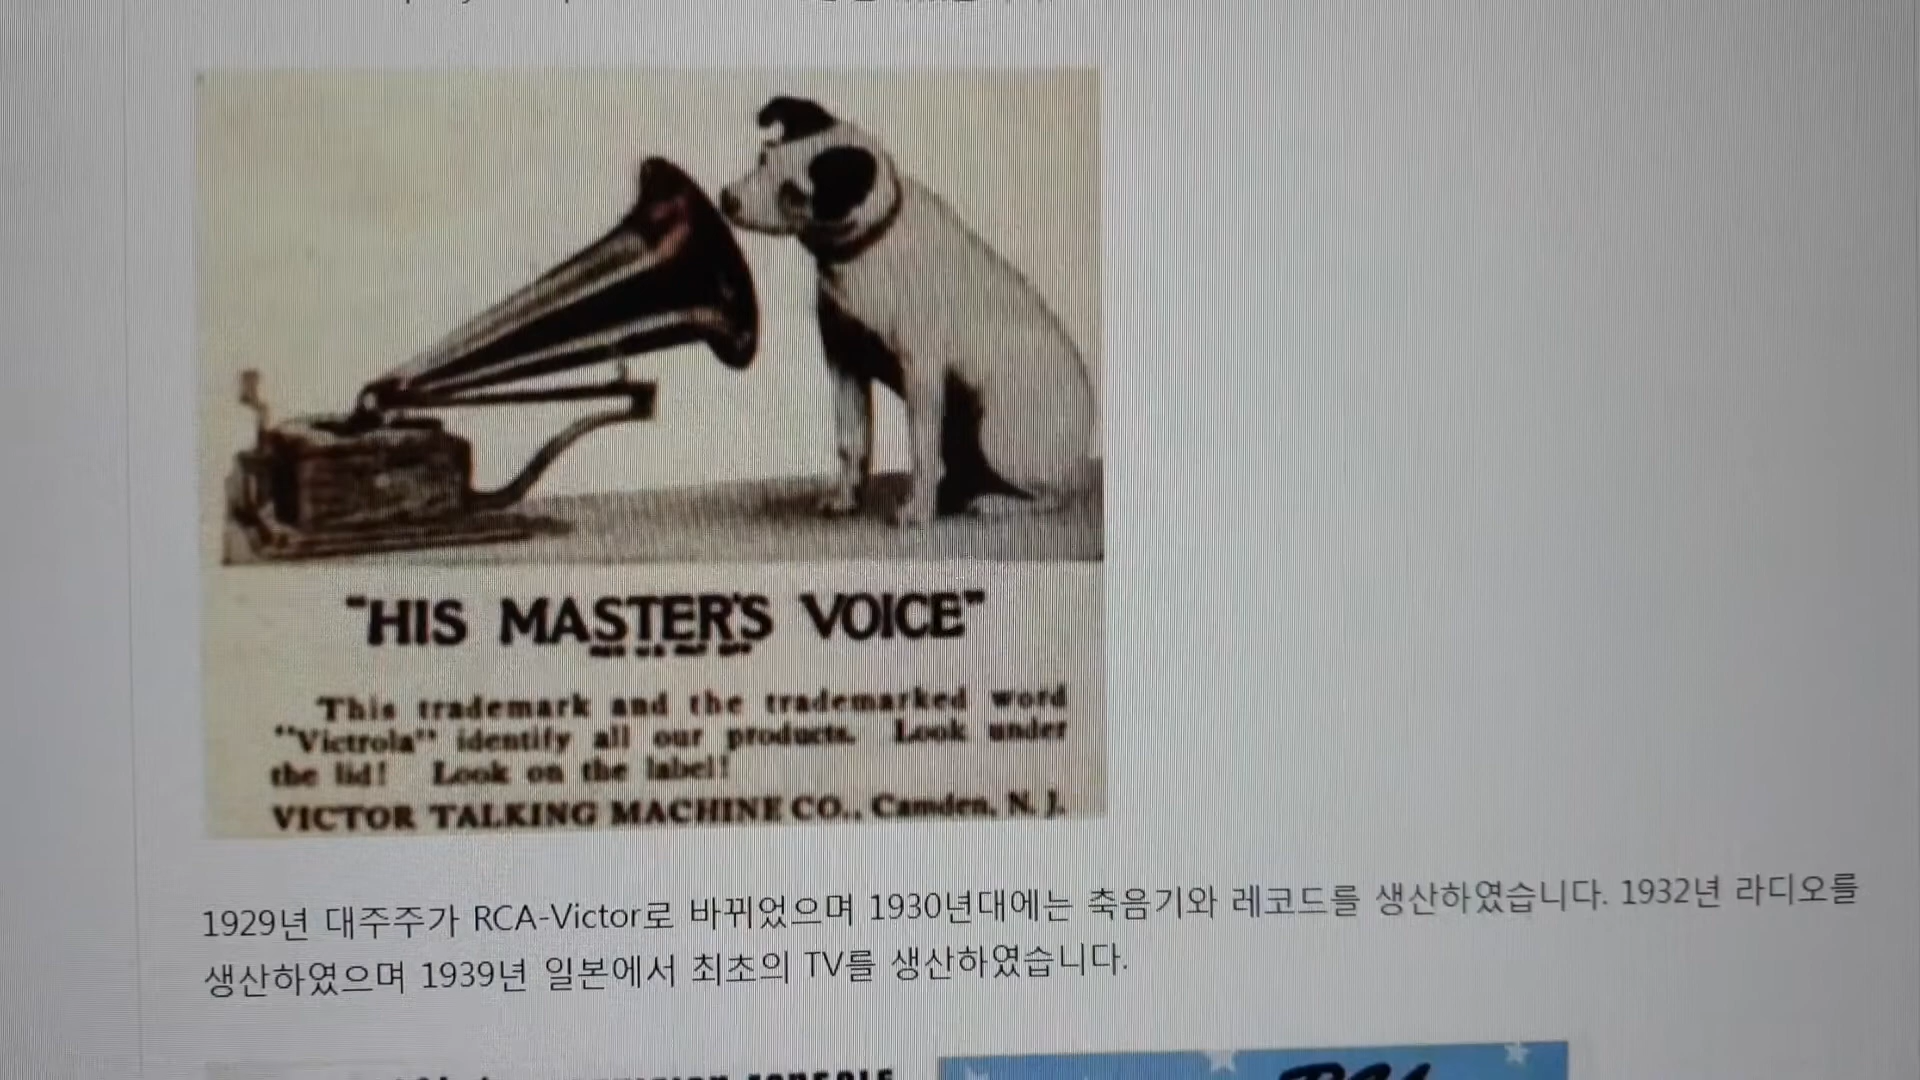 "HIS MASTER'S VOICE"
This trademark and the trademarked word
"Victrola" identify all our products. Look under
the lid! Look on the label!
VICTOR TALKING MACHINE CO., Camden, N. J.
1929년 대주주가 RCA-Victor로 바뀌었으며 1930년대에는 축음기와 레코드를 생산하였습니다. 1932년 라디오를
생산하였으며 1939년 일본에서 최초의 TV를 생산하였습니다.